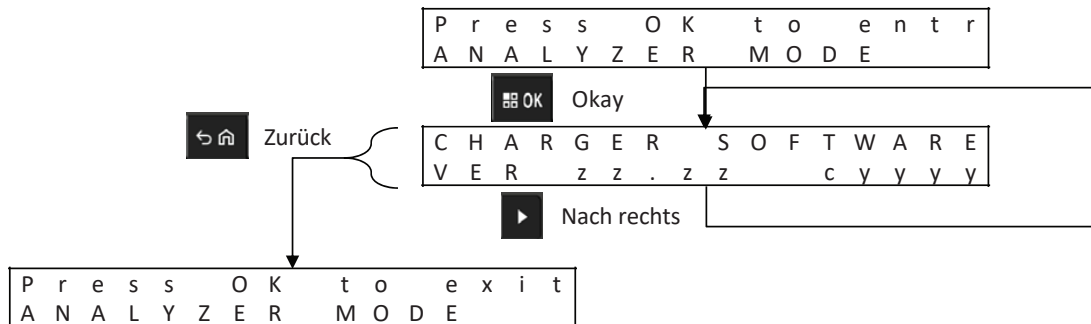 Press OK to entr
ANALYZER MODE
OK Okay
Zurück
CHARGER SOFTWARE
VER zz.zz cyyyy
Nach rechts
Press OK to exit
ANALYZER MODE